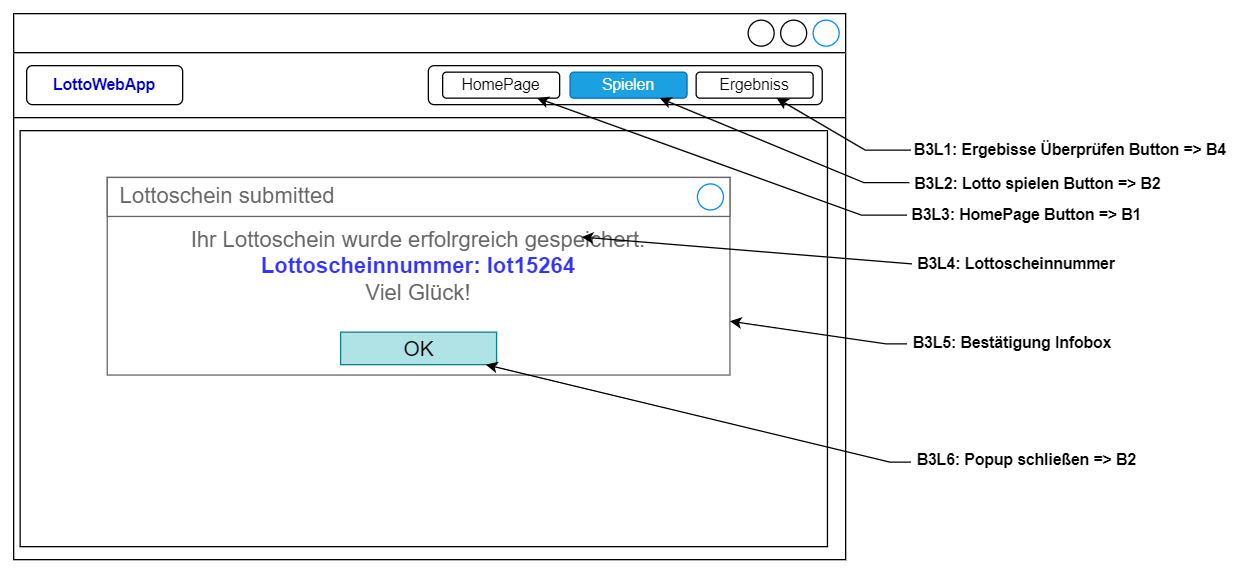 LottoWebApp
HomePage
Spielen
Ergebniss
B3L1: Ergebisse Überprüfen Button => B4
B3L2: Lotto spielen Button => B2
B3L3: HomePage Button => B1
Lottoschein submitted
Ihr Lottoschein wurde erfolrgreich gespeichert.
Lottoscheinnummer: lot15264
Viel Glück!
OK
B3L4: Lottoscheinnummer
B3L5: Bestätigung Infobox
B3L6: Popup schließen => B2